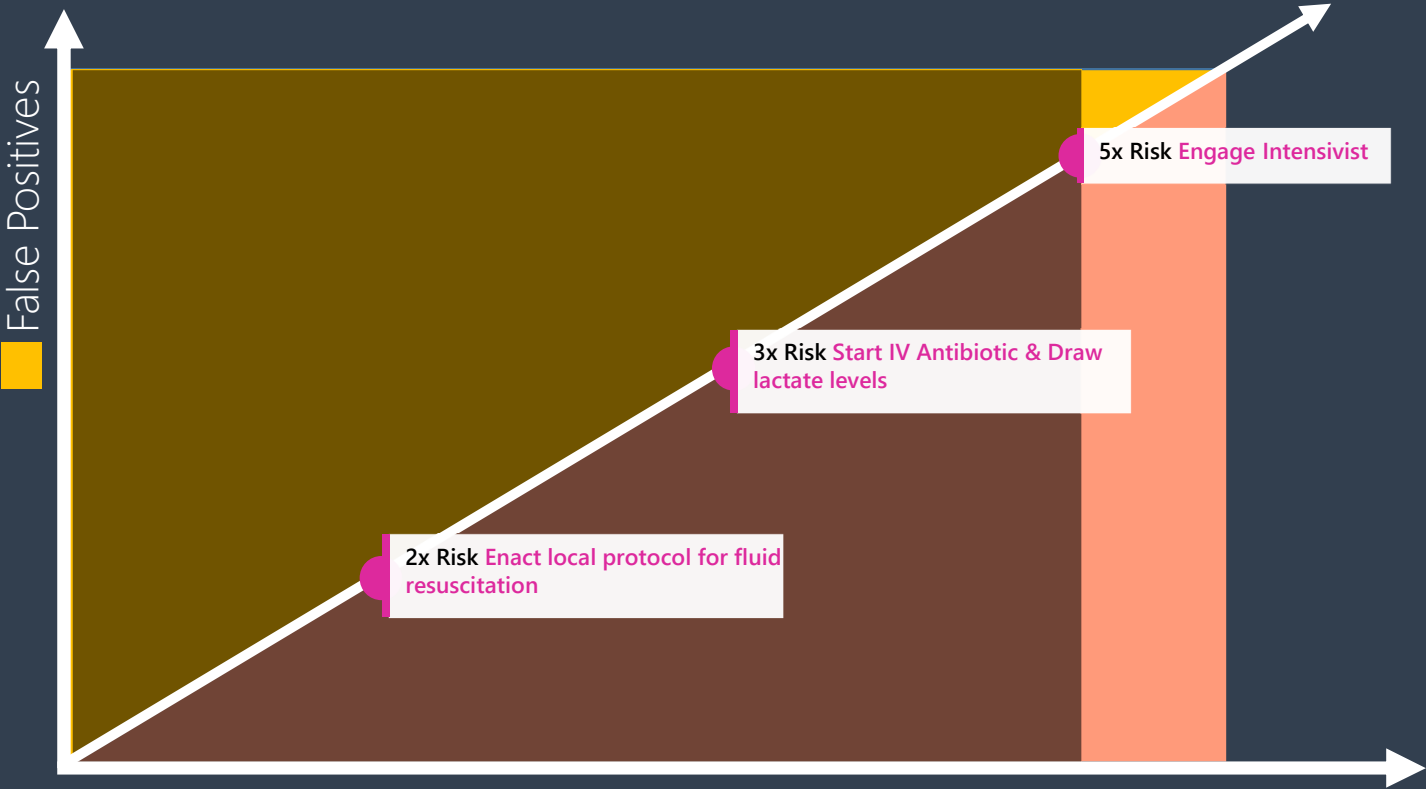 False Positives
5x Risk Engage Intensivist
3x Risk Start IV Antibiotic & Draw
lactate levels
2x Risk Enact local protocol for fluid
resuscitation